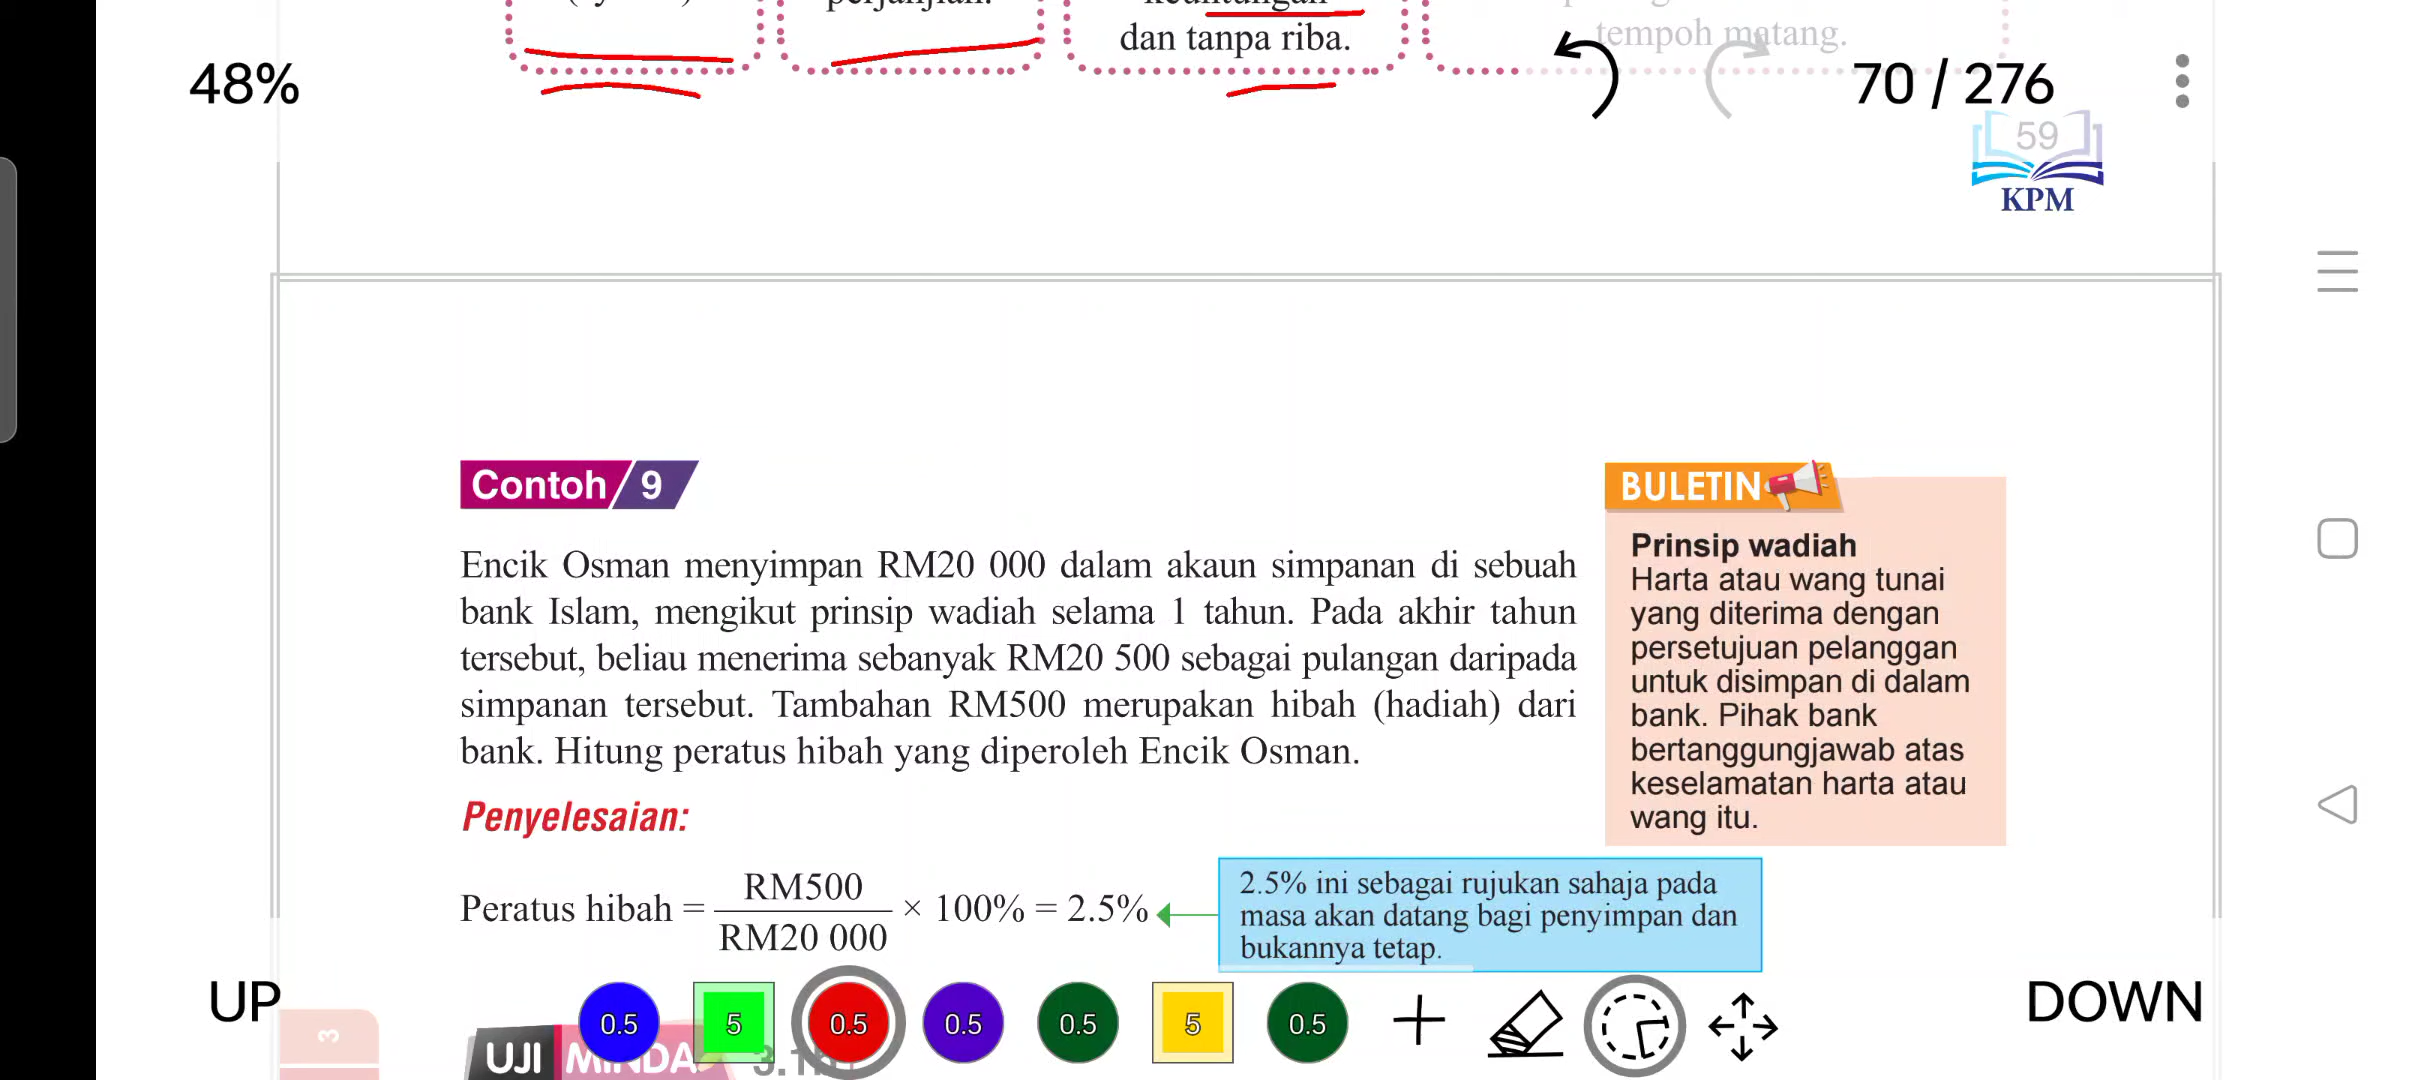 keuntungan
dan tanpa riba.
tempoh matang.
48%
70 / 276
59
KPM
Contoh 9
Encik Osman menyimpan RM20 000 dalam akaun simpanan di sebuah
bank Islam, mengikut prinsip wadiah selama 1 tahun. Pada akhir tahun
tersebut, beliau menerima sebanyak RM20 500 sebagai pulangan daripada
simpanan tersebut. Tambahan RM500 merupakan hibah (hadiah) dari
bank. Hitung peratus hibah yang diperoleh Encik Osman.
BULETIN
Prinsip wadiah
Harta atau wang tunai
yang diterima dengan
persetujuan pelanggan
untuk disimpan di dalam
bank. Pihak bank
bertanggungjawab atas
keselamatan harta atau
wang itu.
Penyelesaian:
Peratus hibah = RM500 / RM20 000 × 100% = 2.5%
2.5% ini sebagai rujukan sahaja pada
masa akan datang bagi penyimpan dan
bukannya tetap.
UP
0.5
5
0.5
0.5
0.5
5
0.5
DOWN
3
UJI MINDA